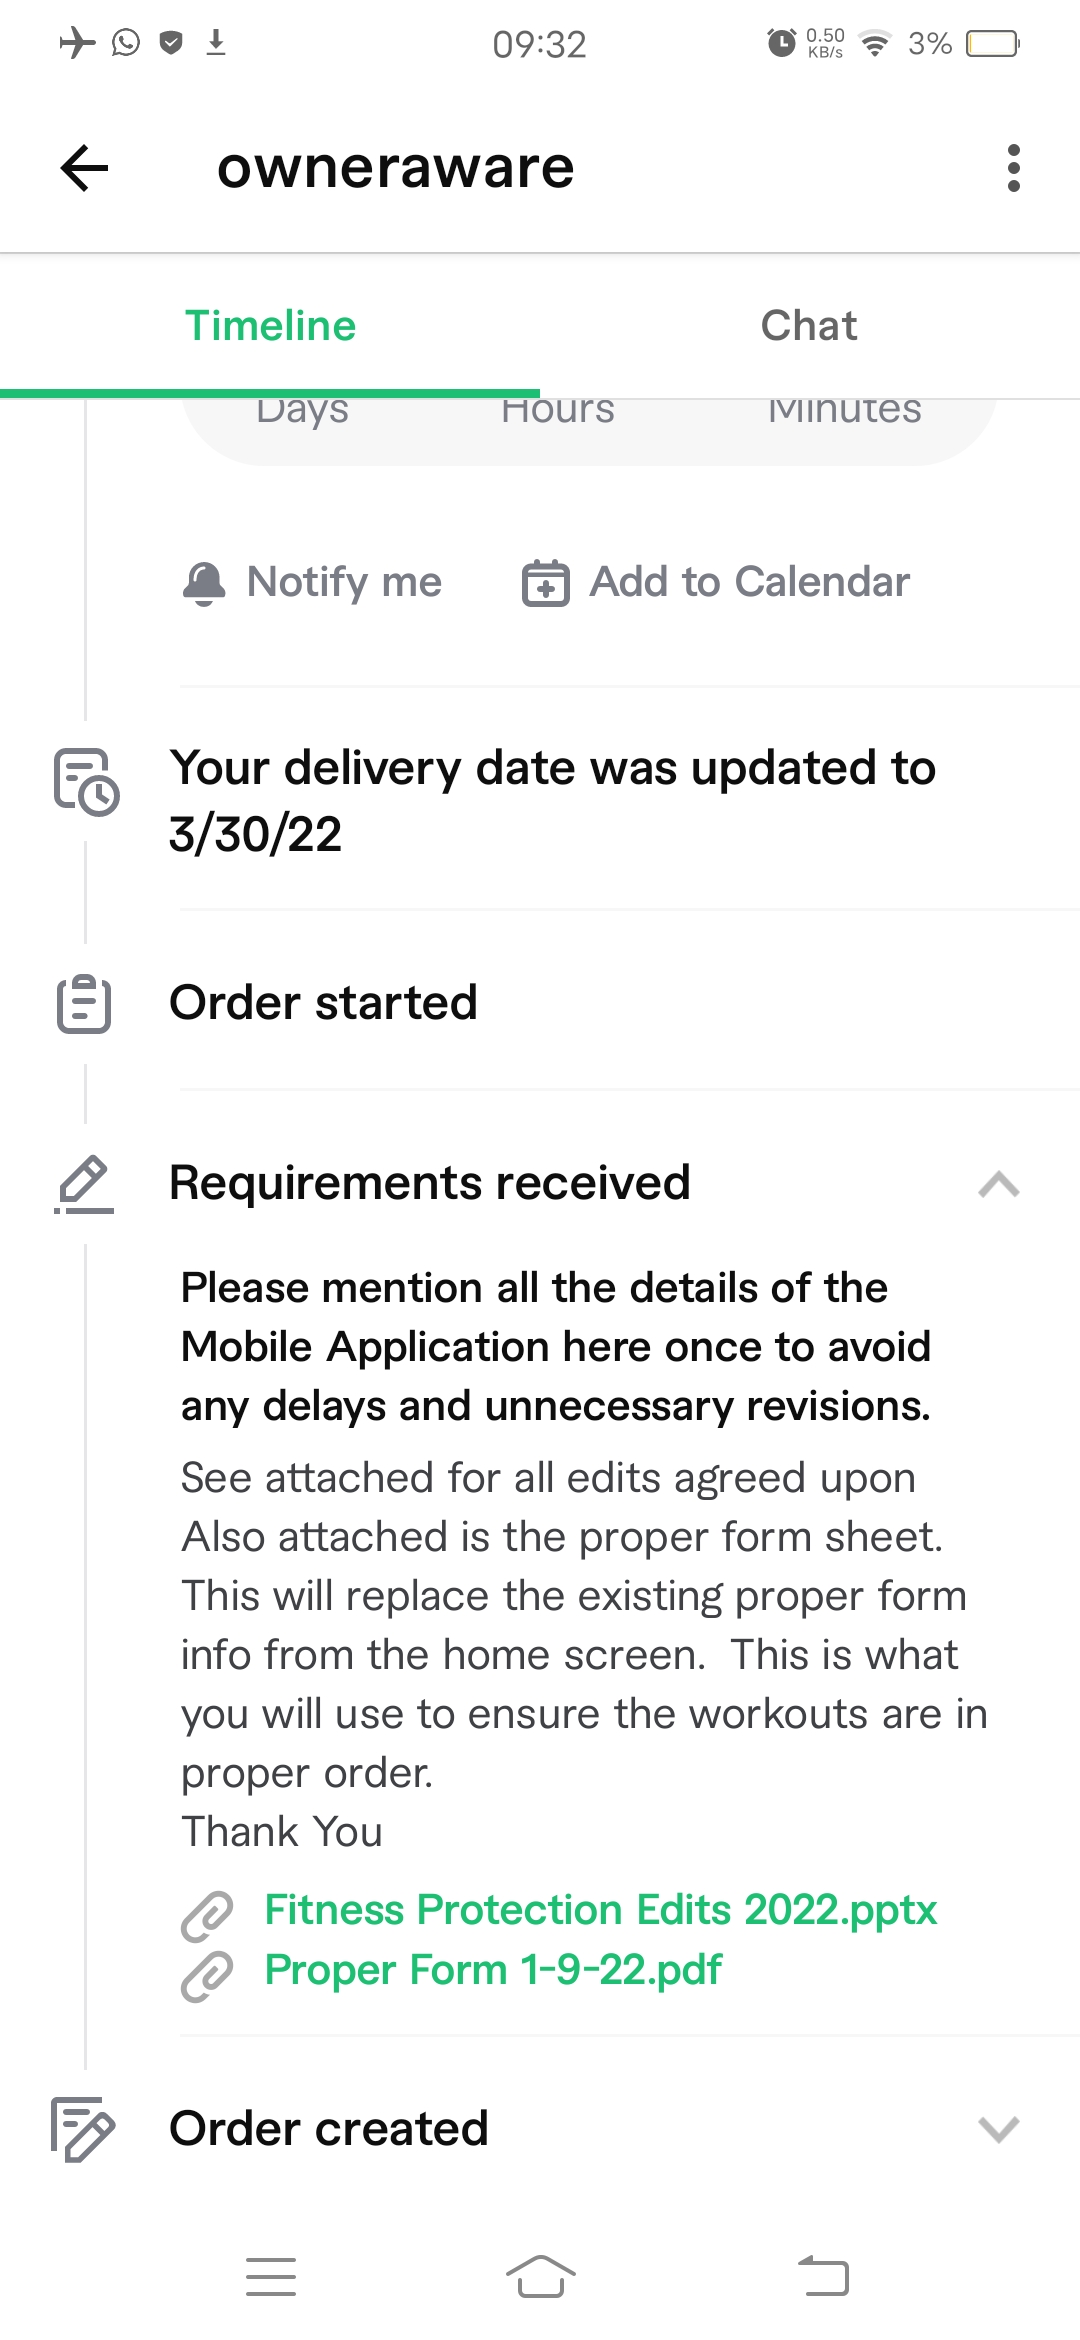 09:32
0.50
KB/s
3%
owneraware
Timeline
Chat
Days
Hours
Minutes
Notify me
Add to Calendar
Your delivery date was updated to
3/30/22
Order started
Requirements received
Please mention all the details of the
Mobile Application here once to avoid
any delays and unnecessary revisions.
See attached for all edits agreed upon
Also attached is the proper form sheet.
This will replace the existing proper form
info from the home screen.  This is what
you will use to ensure the workouts are in
proper order.
Thank You
Fitness Protection Edits 2022.pptx
Proper Form 1-9-22.pdf
Order created